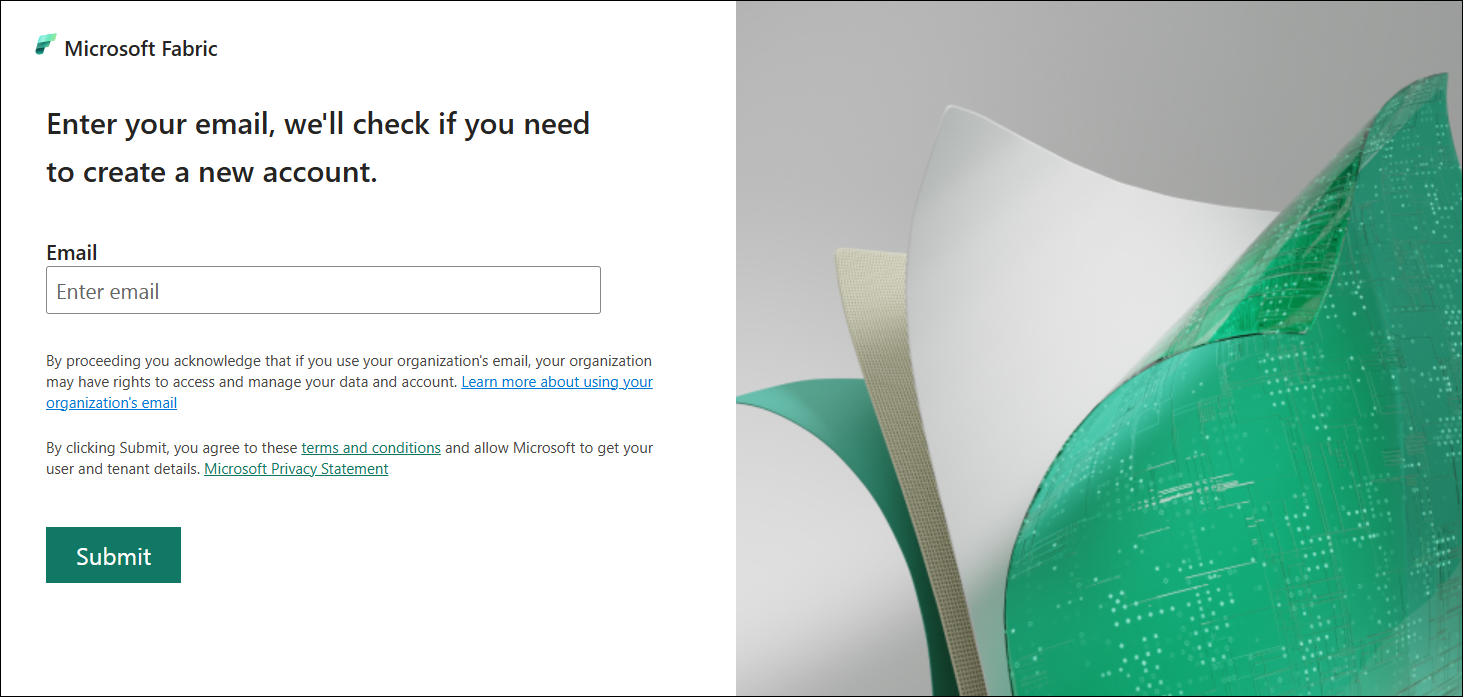 Microsoft Fabric
Enter your email, we'll check if you need
to create a new account.
Email
Enter email
By proceeding you acknowledge that if you use your organization's email, your organization
may have rights to access and manage your data and account. Learn more about using your
organization's email
By clicking Submit, you agree to these terms and conditions and allow Microsoft to get your
user and tenant details. Microsoft Privacy Statement
Submit